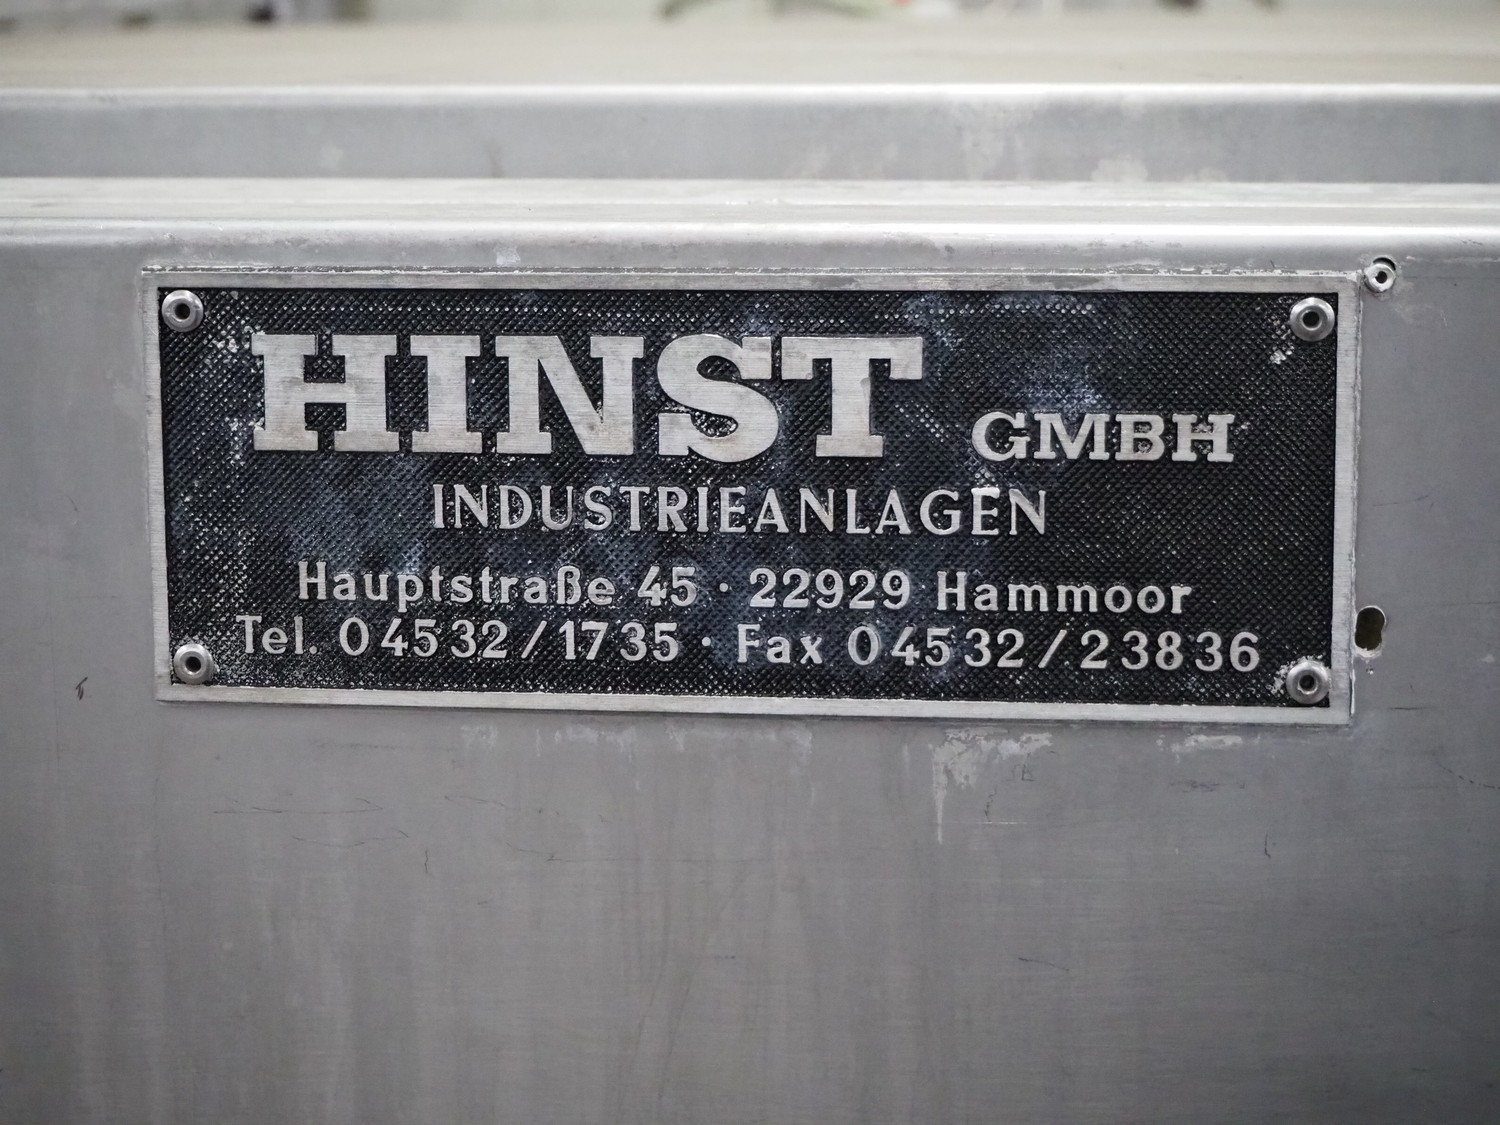 HINST GMBH
INDUSTRIEANLAGEN
Hauptstraße 45 · 22929 Hammoor
Tel. 04532/1735 · Fax 04532/23836